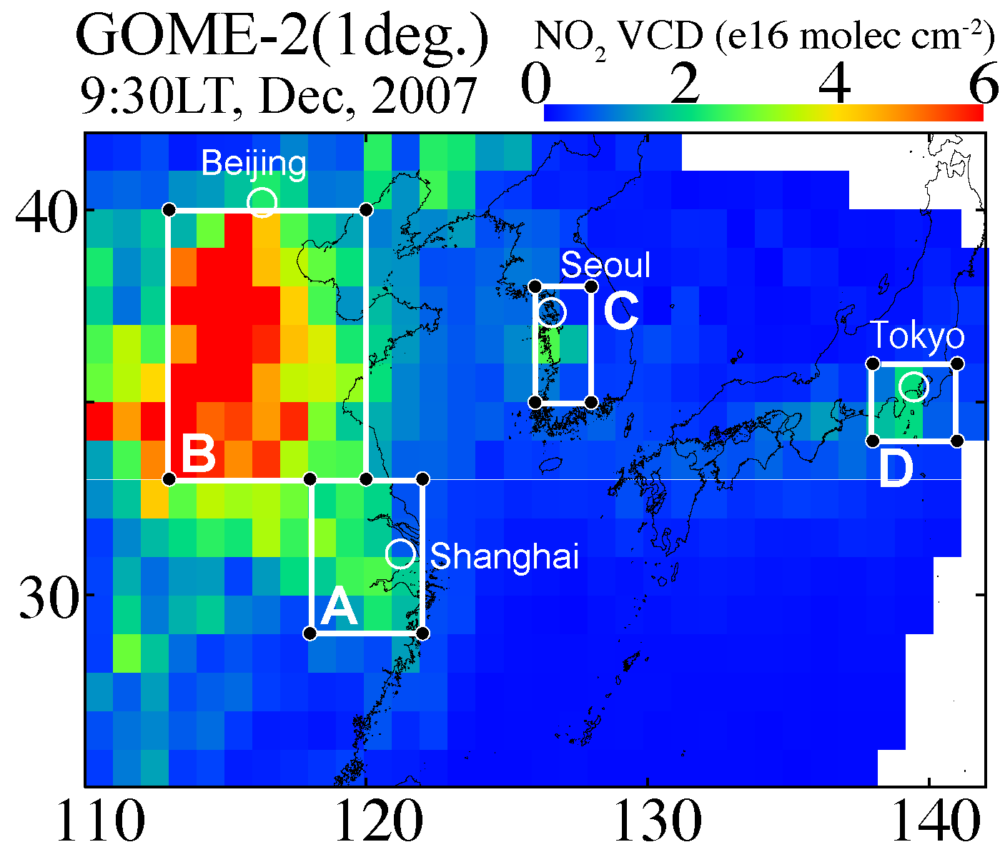 GOME-2(1deg.)
NO₂ VCD (e16 molec cm⁻²)
9:30LT, Dec, 2007
0 2 4 6
Beijing
40
Seoul
C
Tokyo
B
D
Shanghai
30
A
110 120 130 140